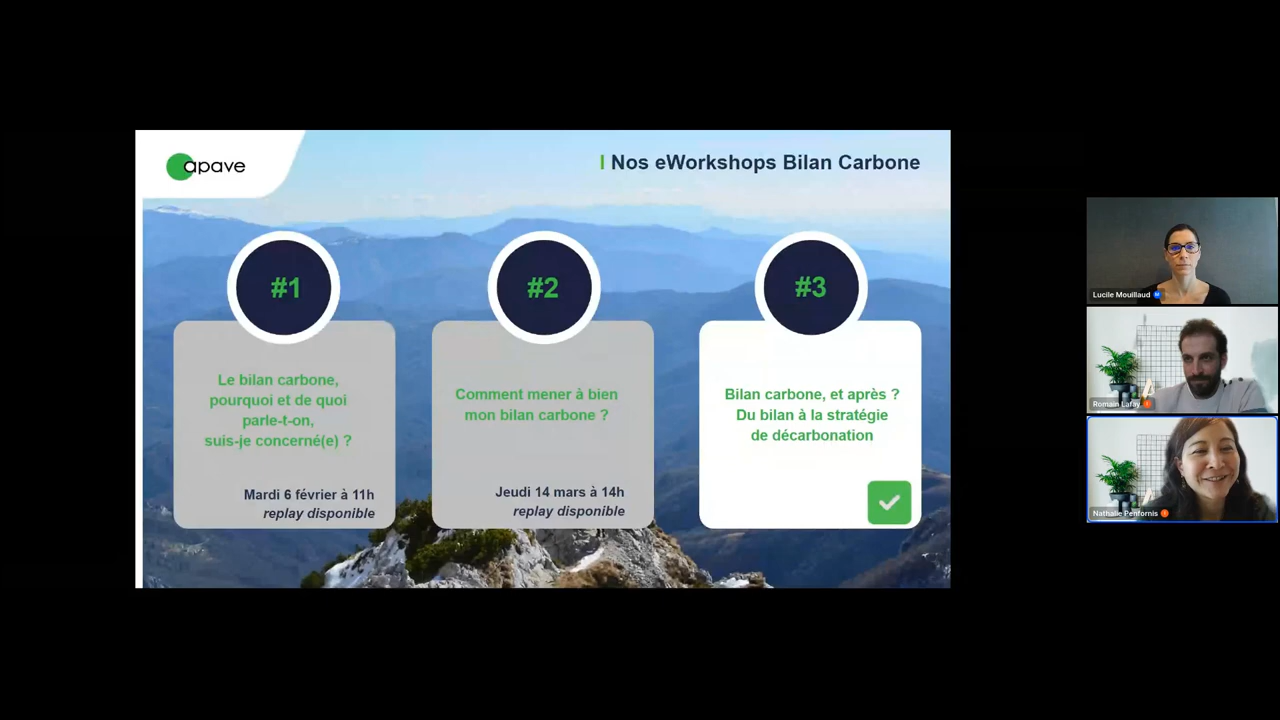 apave
I Nos eWorkshops Bilan Carbone
#1
Le bilan carbone,
pourquoi et de quoi
parle-t-on,
suis-je concerné(e) ?
Mardi 6 février à 11h
replay disponible
#2
Comment mener à bien
mon bilan carbone ?
Jeudi 14 mars à 14h
replay disponible
#3
Bilan carbone, et après ?
Du bilan à la stratégie
de décarbonation
Lucile Mouillaud
Romain Lafay
Nathalie Penfornis